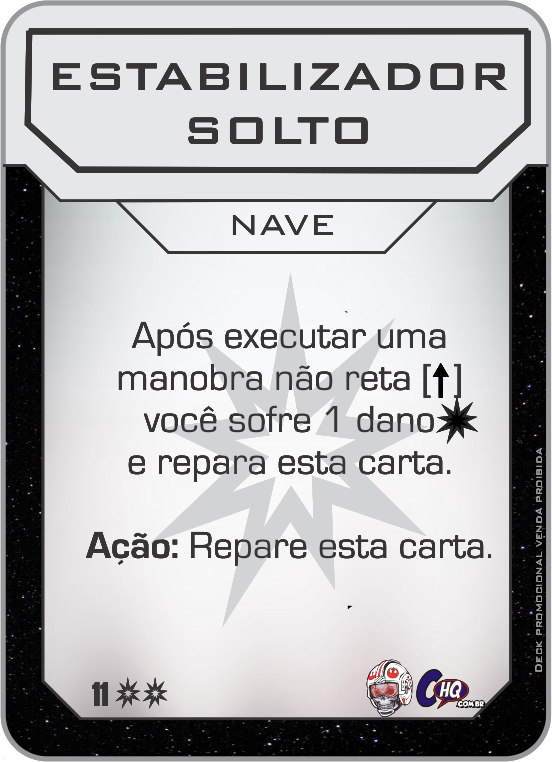 ESTABILIZADOR
SOLTO
NAVE
Após executar uma
manobra não reta [↑]
você sofre 1 dano
e repara esta carta.
Ação: Repare esta carta.
DECK PROMOCIONAL VENDA PROIBIDA
11
CHQ
.COM.BR